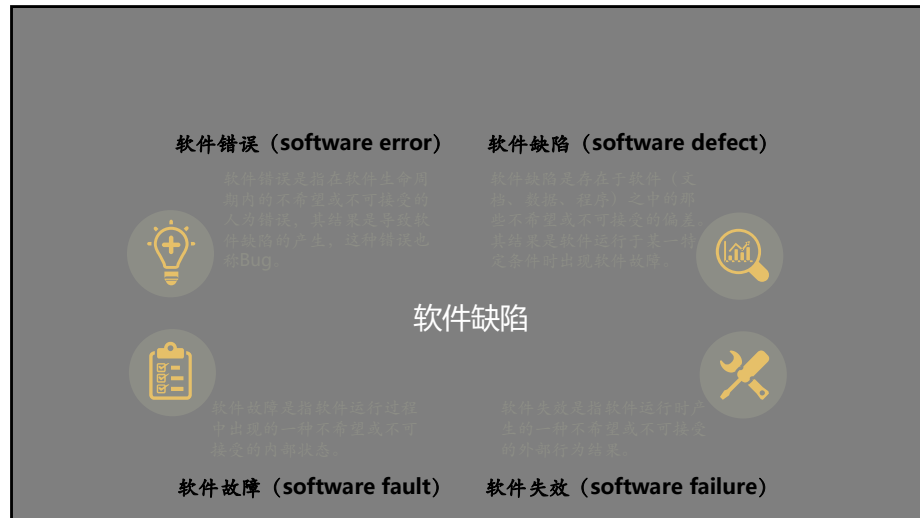 软件错误（software error）
软件缺陷（software defect）
软件错误是指在软件生命周
期内的不希望或不可接受的
人为错误，其结果是导致软
件缺陷的产生。这种错误也
称Bug。
软件缺陷是存在于软件（文
档、数据、程序）之中的那
些不希望或不可接受的偏差，
其结果是软件运行于某一特
定条件时出现软件故障。
软件缺陷
软件故障是指软件运行过程
中出现的一种不希望或不可
接受的内部状态。
软件失效是指软件运行时产
生的一种不希望或不可接受
的外部行为结果。
软件故障（software fault）
软件失效（software failure）